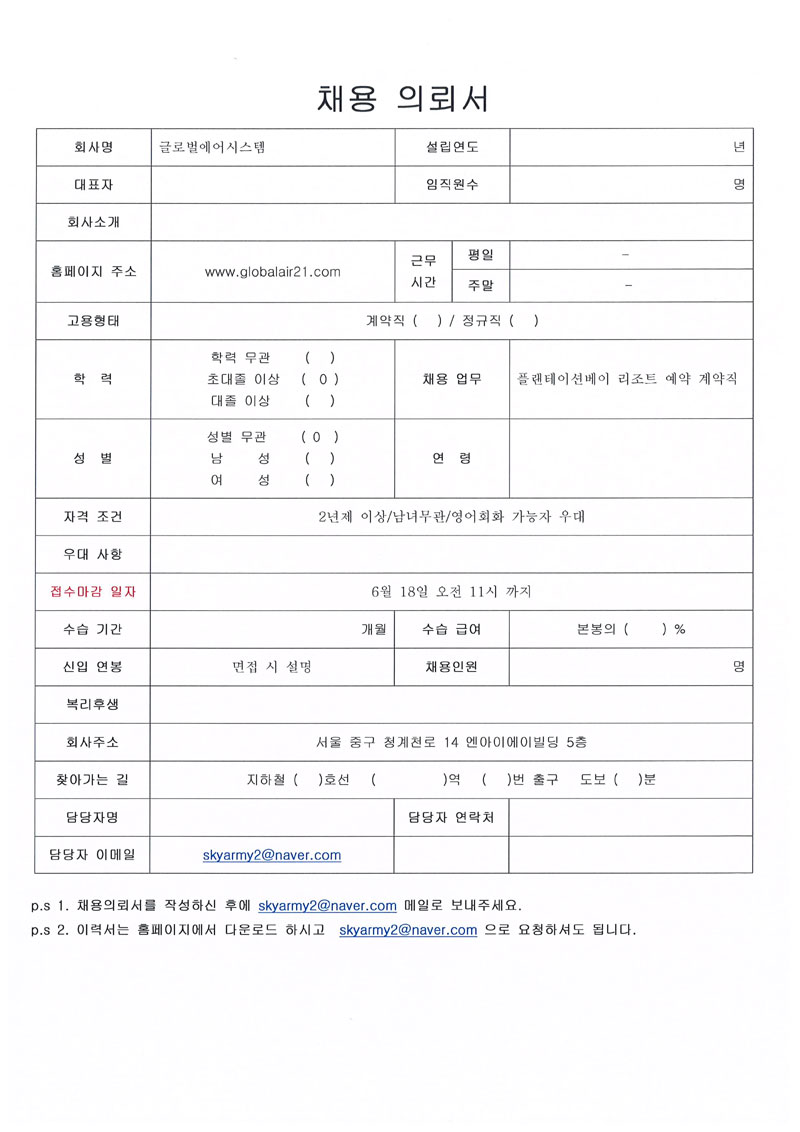 채용 의뢰서
회사명 글로벌에어시스템 설립연도 년
대표자 임직원수 명
회사소개
홈페이지 주소 www.globalair21.com 근무 시간 평일 –
주말 –
고용형태 계약직 ( ) / 정규직 ( )
학 력 학력 무관 ( )
초대졸 이상 ( O )
대졸 이상 ( )
채용 업무 플랜테이션베이 리조트 예약 계약직
성 별 성별 무관 ( O )
남 성 ( )
여 성 ( )
연 령
자격 조건 2년제 이상/남녀무관/영어회화 가능자 우대
우대 사항
접수마감 일자 6월 18일 오전 11시 까지
수습 기간 개월 수습 급여 본봉의 ( ) %
신입 연봉 면접 시 설명 채용인원 명
복리후생
회사주소 서울 중구 청계천로 14 엔아이에이빌딩 5층
찾아가는 길 지하철 ( )호선 ( )역 ( )번 출구 도보 ( )분
담당자명 담당자 연락처
담당자 이메일 skyarmy2@naver.com
p.s 1. 채용의뢰서를 작성하신 후에 skyarmy2@naver.com 메일로 보내주세요.
p.s 2. 이력서는 홈페이지에서 다운로드 하시고 skyarmy2@naver.com 으로 요청하셔도 됩니다.